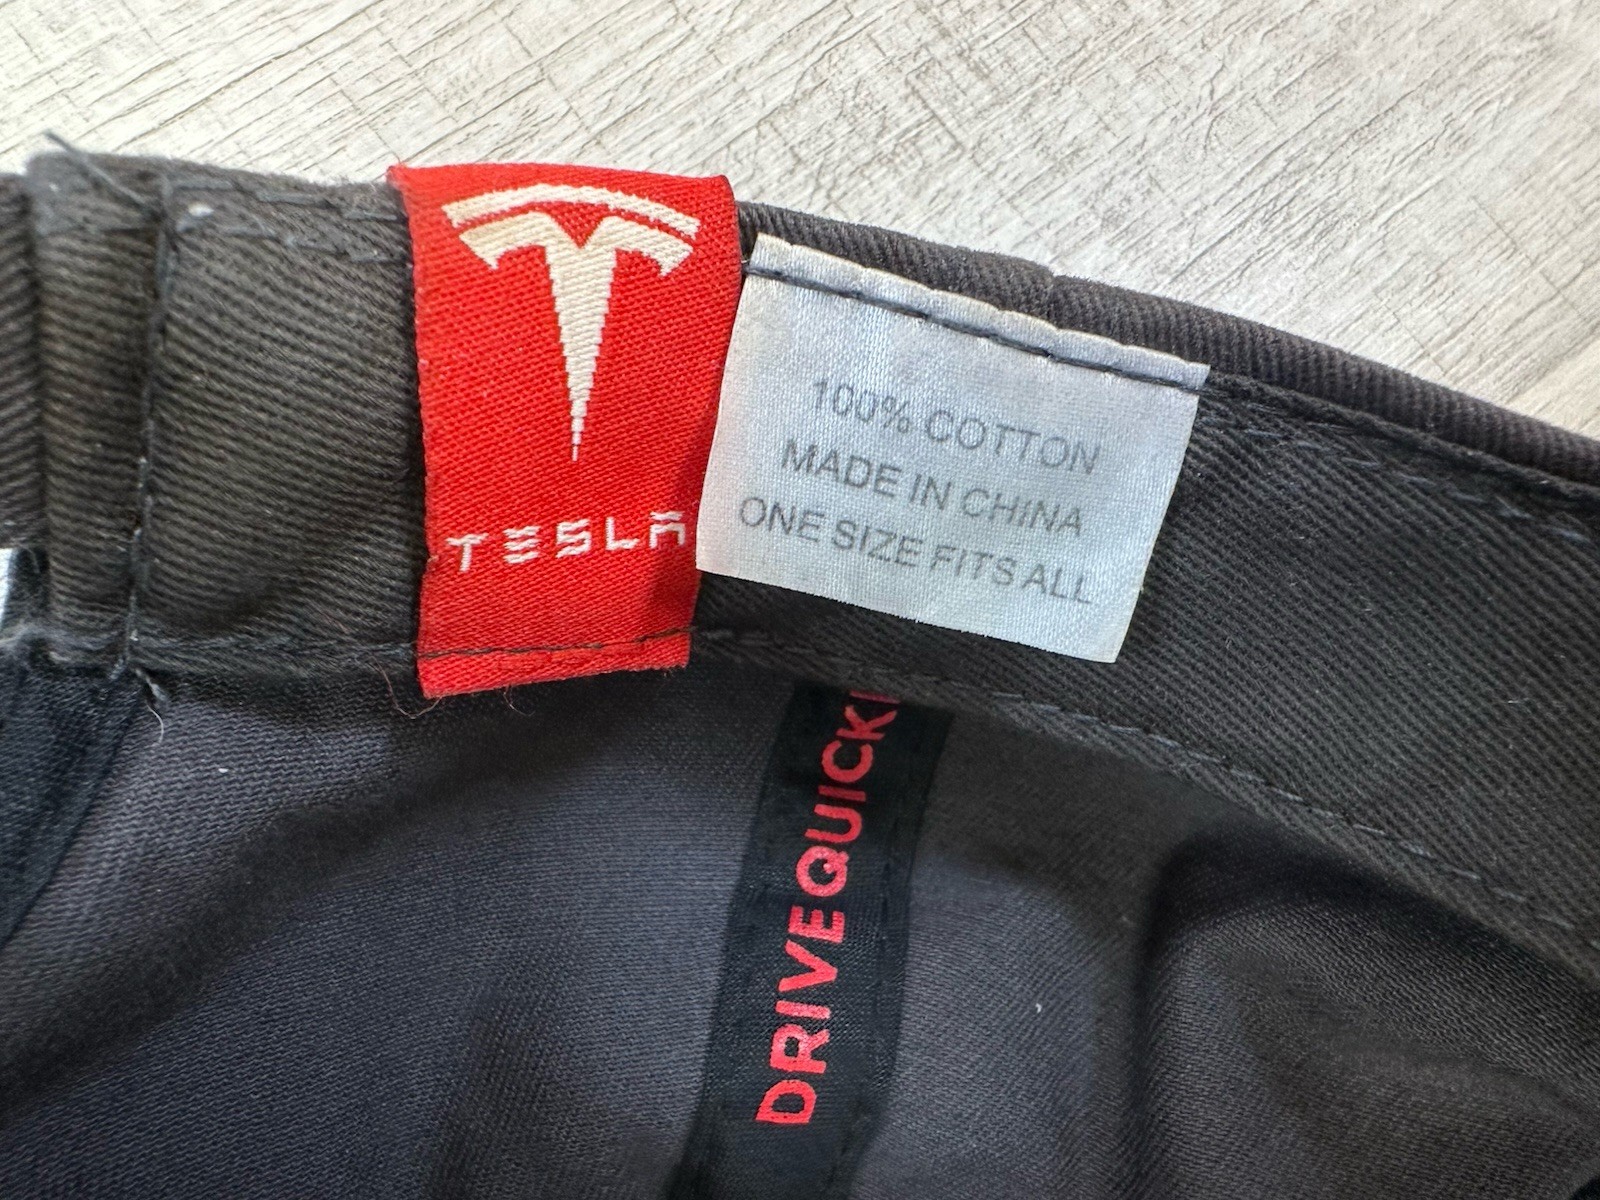 TESLA
100% COTTON
MADE IN CHINA
ONE SIZE FITS ALL
DRIVEQUICK